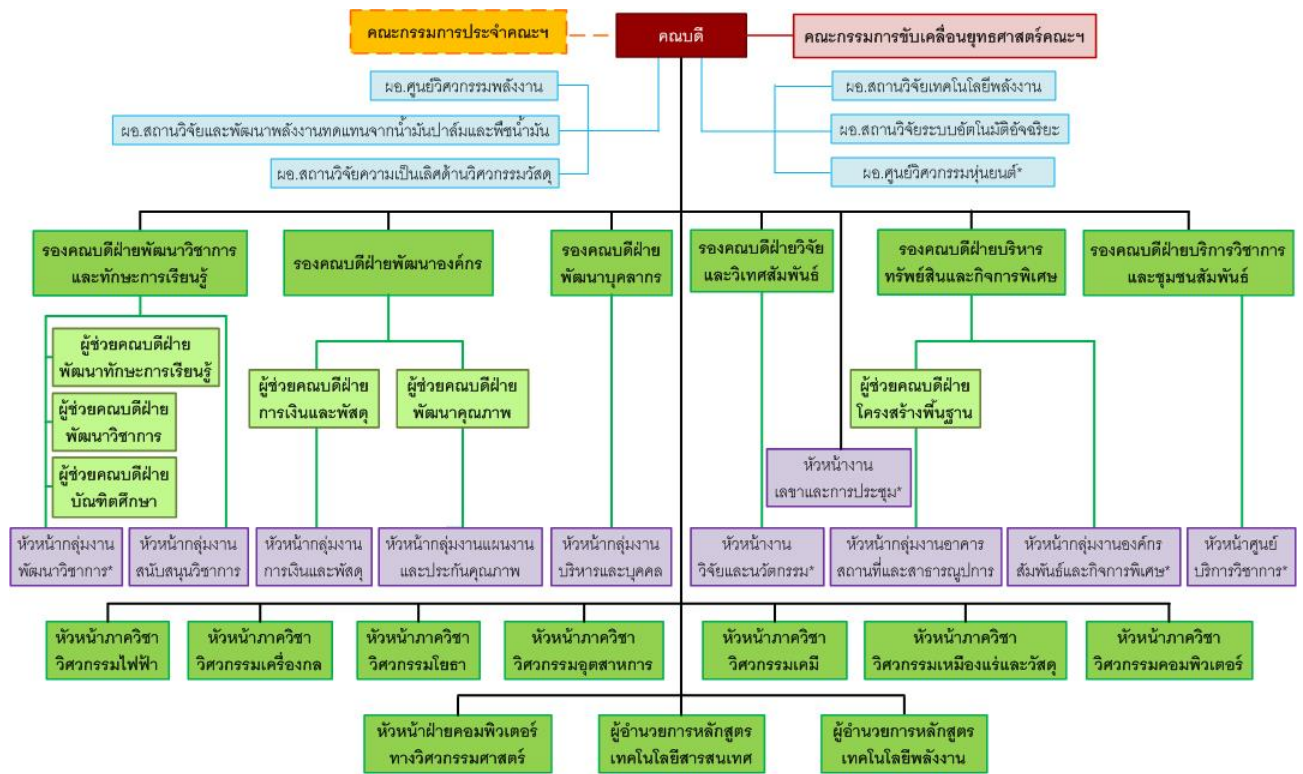 คณะกรรมการประจำคณะฯ
คณบดี
คณะกรรมการขับเคลื่อนยุทธศาสตร์คณะฯ
ผอ.ศูนย์วิศวกรรมพลังงาน
ผอ.สถานวิจัยเทคโนโลยีพลังงาน
ผอ.สถานวิจัยและพัฒนาพลังงานทดแทนจากน้ำมันปาล์มและพืชน้ำมัน
ผอ.สถานวิจัยระบบอัตโนมัติอัจฉริยะ
ผอ.สถานวิจัยความเป็นเลิศด้านวิศวกรรมวัสดุ
ผอ.ศูนย์วิศวกรรมหุ่นยนต์*
รองคณบดีฝ่ายพัฒนาวิชาการ
และทักษะการเรียนรู้
รองคณบดีฝ่ายพัฒนาองค์กร
รองคณบดีฝ่าย
พัฒนาบุคลากร
รองคณบดีฝ่ายวิจัย
และวิเทศสัมพันธ์
รองคณบดีฝ่ายบริหาร
ทรัพย์สินและกิจการพิเศษ
รองคณบดีฝ่ายบริการวิชาการ
และชุมชนสัมพันธ์
ผู้ช่วยคณบดีฝ่าย
พัฒนาทักษะการเรียนรู้
ผู้ช่วยคณบดีฝ่าย
พัฒนาวิชาการ
ผู้ช่วยคณบดีฝ่าย
บัณฑิตศึกษา
ผู้ช่วยคณบดีฝ่าย
การเงินและพัสดุ
ผู้ช่วยคณบดีฝ่าย
พัฒนาคุณภาพ
ผู้ช่วยคณบดีฝ่าย
โครงสร้างพื้นฐาน
หัวหน้างาน
เลขาและการประชุม*
หัวหน้ากลุ่มงาน
พัฒนาวิชาการ*
หัวหน้ากลุ่มงาน
สนับสนุนวิชาการ
หัวหน้ากลุ่มงาน
การเงินและพัสดุ
หัวหน้ากลุ่มงานแผนงาน
และประกันคุณภาพ
หัวหน้ากลุ่มงาน
บริหารและบุคคล
หัวหน้างาน
วิจัยและนวัตกรรม*
หัวหน้ากลุ่มงานอาคาร
สถานที่และสาธารณูปการ
หัวหน้ากลุ่มงานองค์กร
สัมพันธ์และกิจการพิเศษ*
หัวหน้าศูนย์
บริการวิชาการ*
หัวหน้าภาควิชา
วิศวกรรมไฟฟ้า
หัวหน้าภาควิชา
วิศวกรรมเครื่องกล
หัวหน้าภาควิชา
วิศวกรรมโยธา
หัวหน้าภาควิชา
วิศวกรรมอุตสาหการ
หัวหน้าภาควิชา
วิศวกรรมเคมี
หัวหน้าภาควิชา
วิศวกรรมเหมืองแร่และวัสดุ
หัวหน้าภาควิชา
วิศวกรรมคอมพิวเตอร์
หัวหน้าฝ่ายคอมพิวเตอร์
ทางวิศวกรรมศาสตร์
ผู้อำนวยการหลักสูตร
เทคโนโลยีสารสนเทศ
ผู้อำนวยการหลักสูตร
เทคโนโลยีพลังงาน